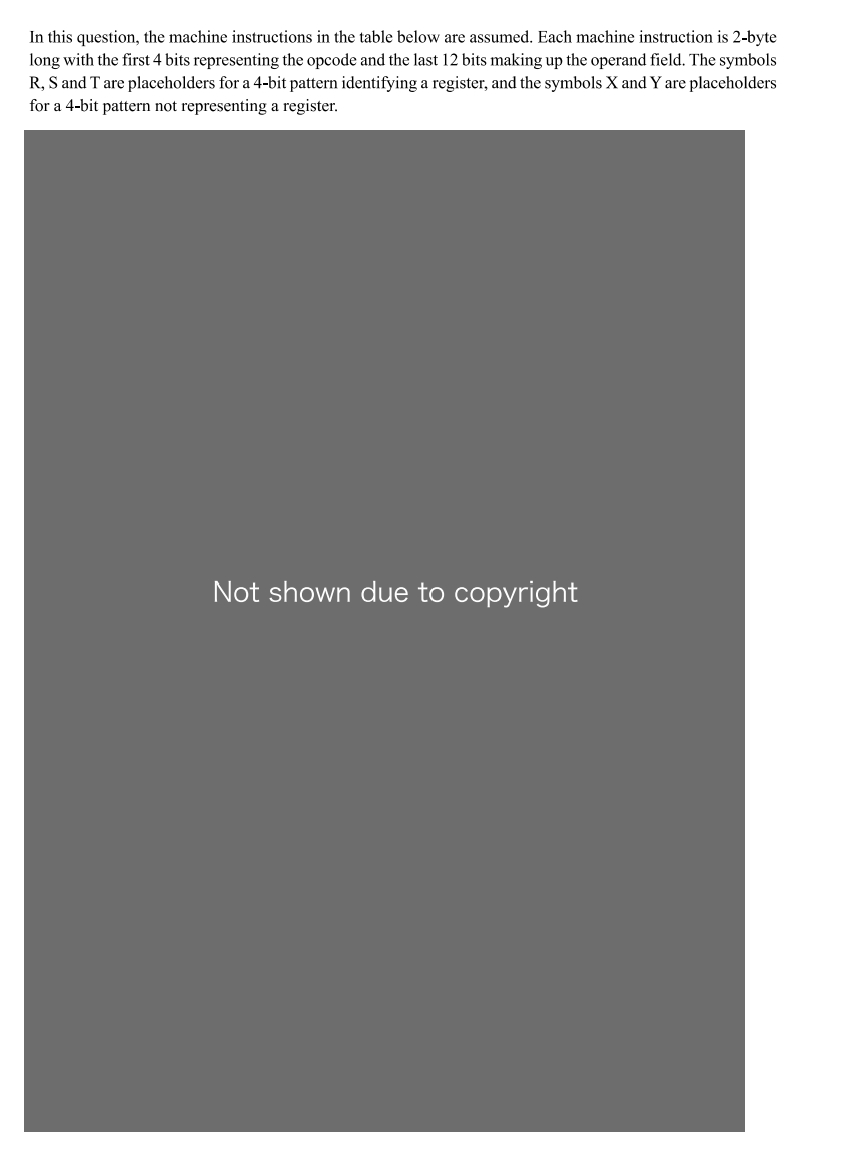 In this question, the machine instructions in the table below are assumed. Each machine instruction is 2-byte
long with the first 4 bits representing the opcode and the last 12 bits making up the operand field. The symbols
R, S and T are placeholders for a 4-bit pattern identifying a register, and the symbols X and Y are placeholders
for a 4-bit pattern not representing a register.
Not shown due to copyright